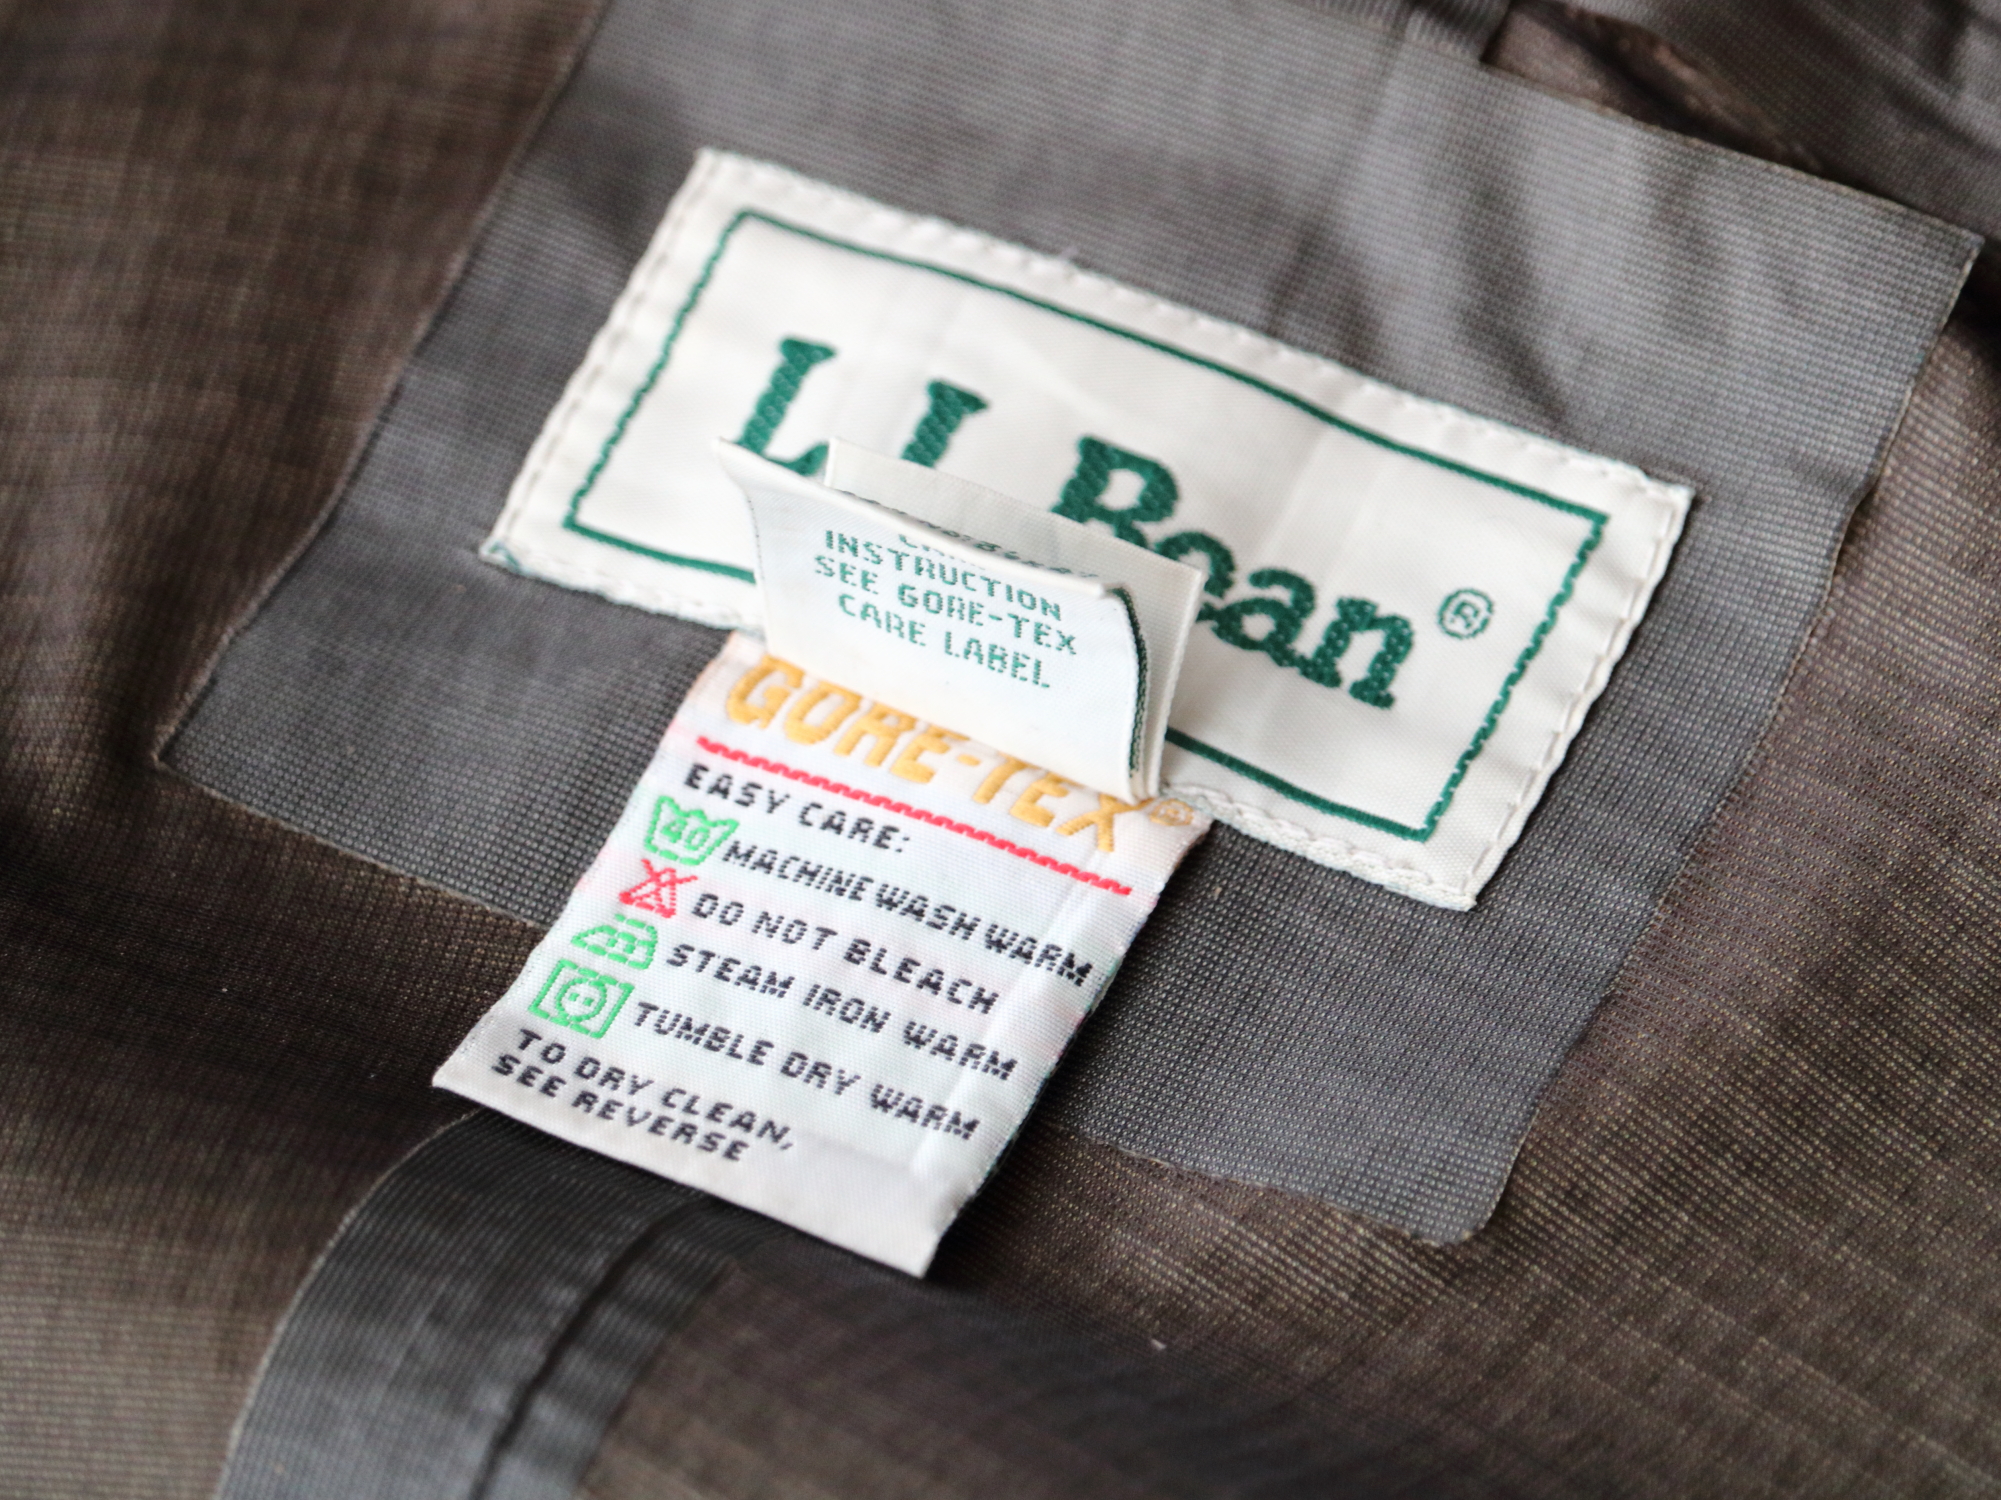 L.L.Bean®
INSTRUCTION
SEE GORE-TEX
CARE LABEL
GORE-TEX®
EASY CARE:
40 MACHINE WASH WARM
DO NOT BLEACH
STEAM IRON WARM
TUMBLE DRY WARM
TO DRY CLEAN,
SEE REVERSE